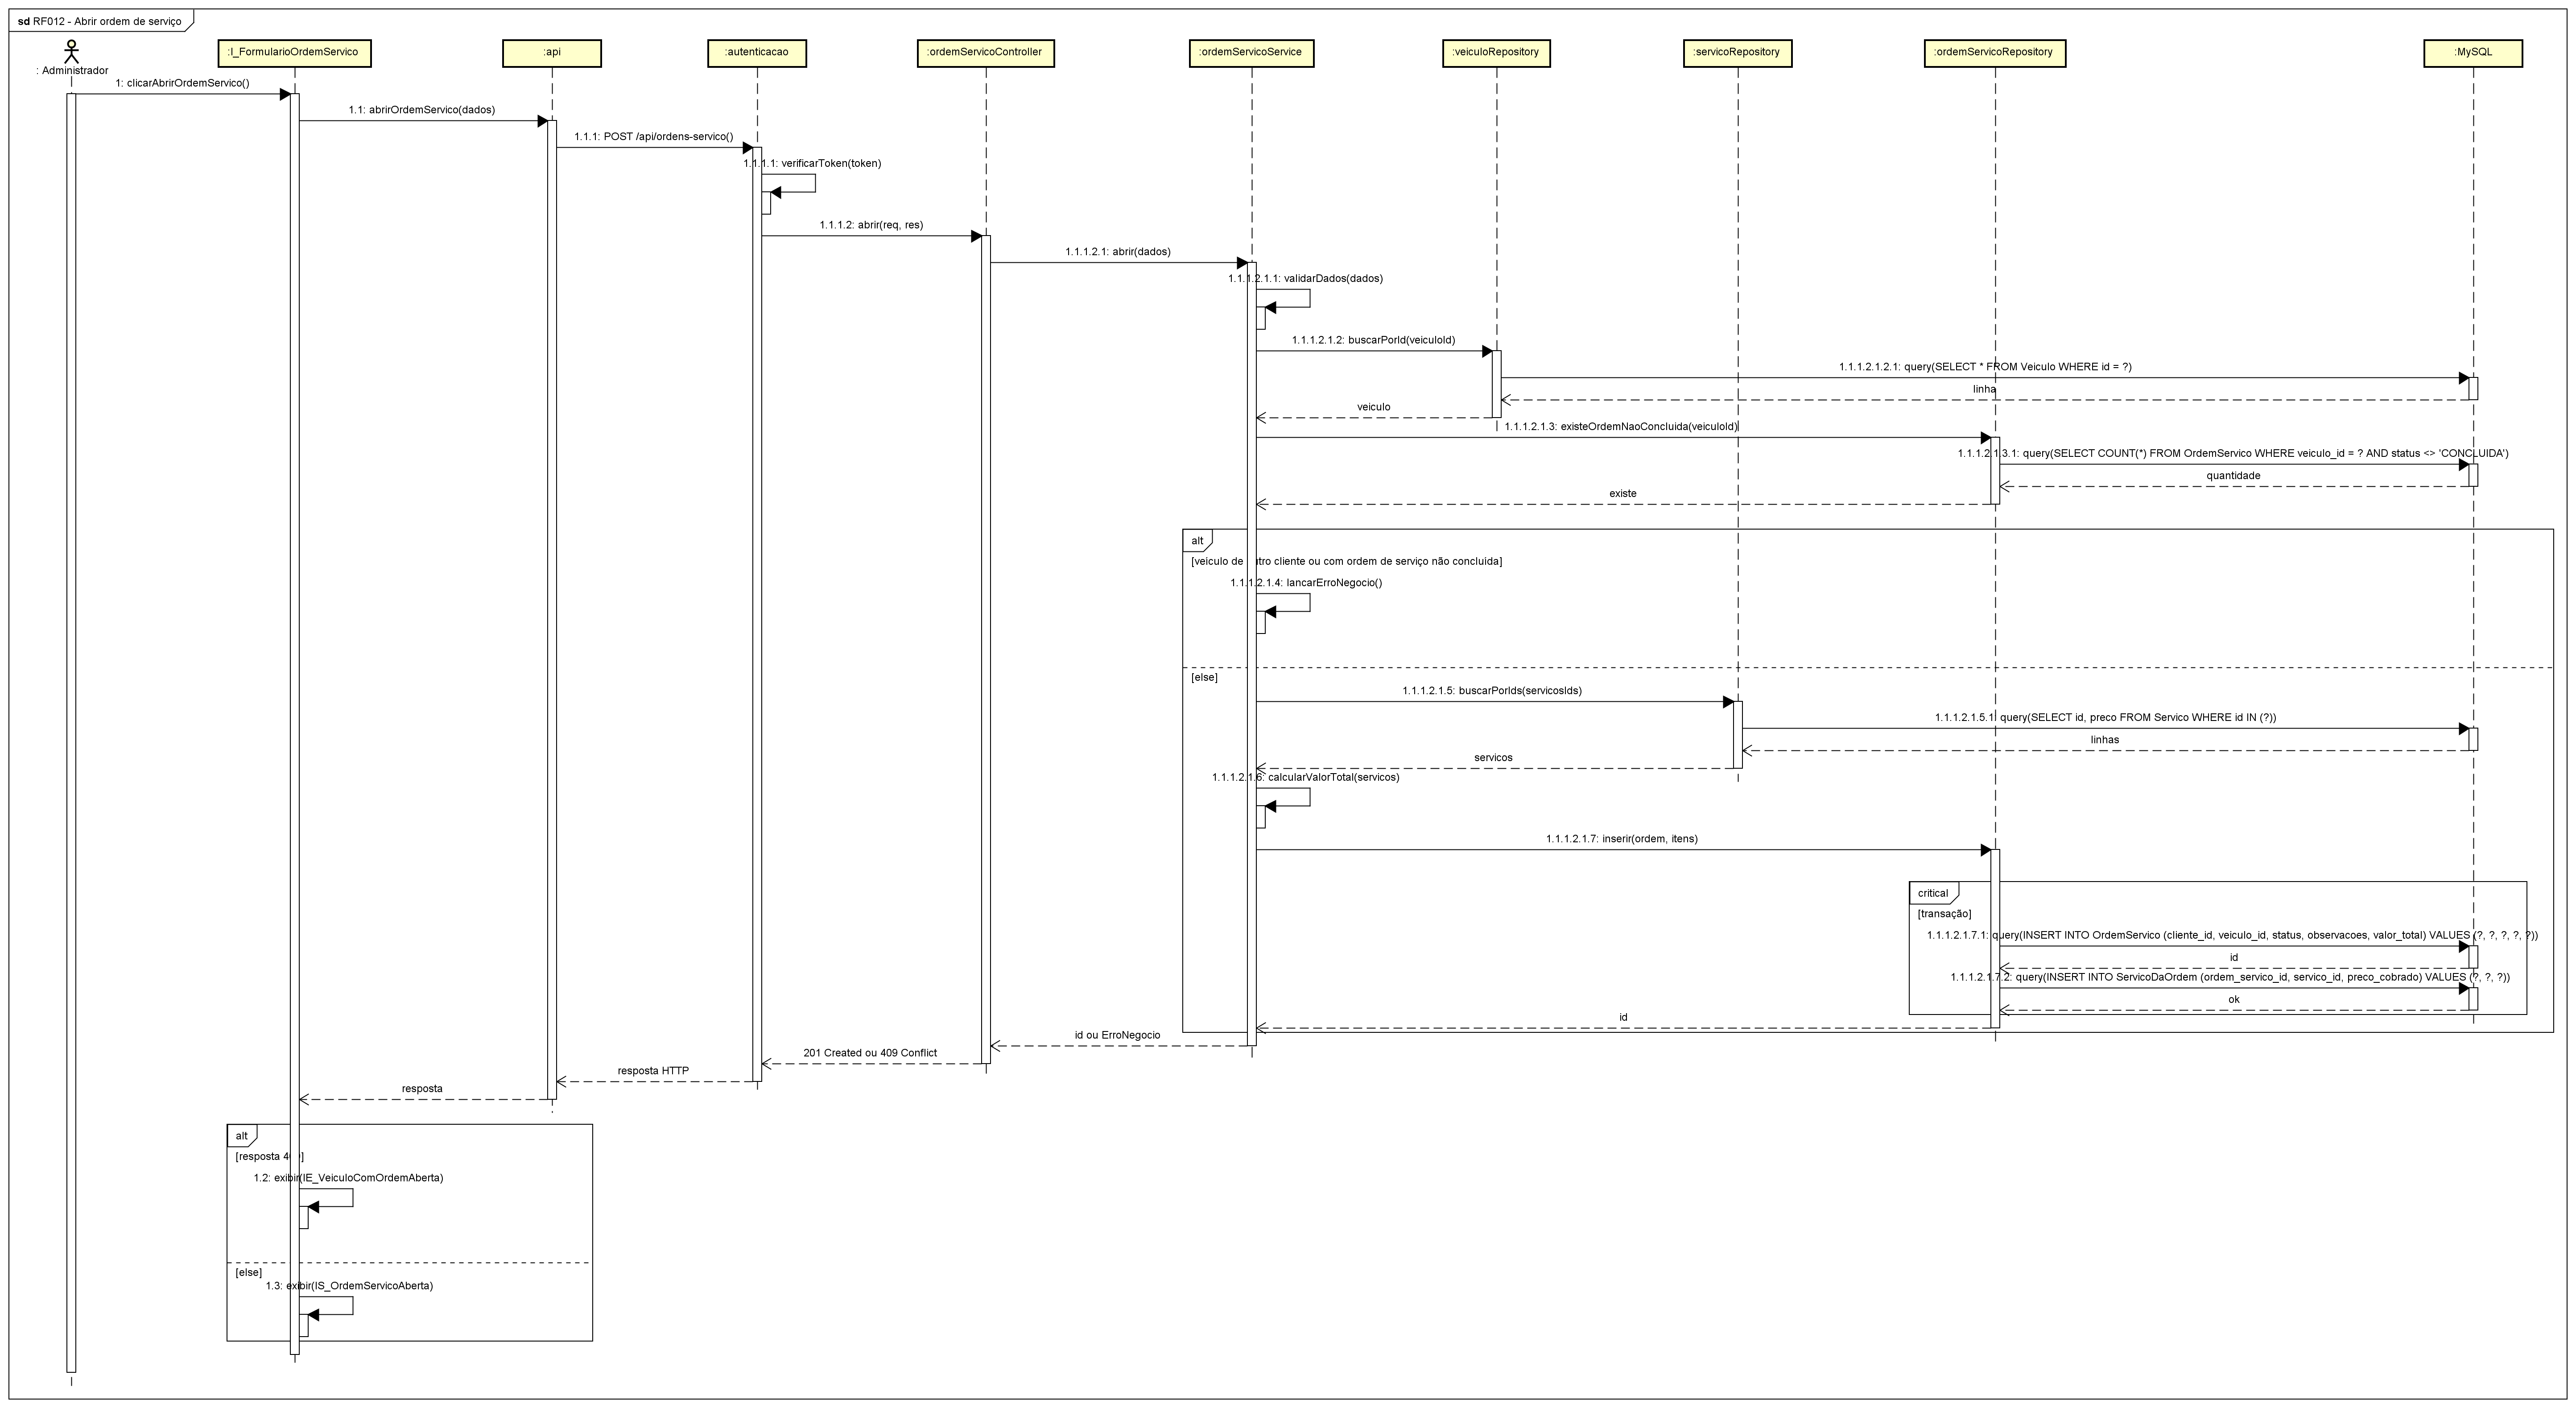 sd RF012 - Abrir ordem de serviço
: Administrador
:I_FormularioOrdemServico
:api
:autenticacao
:ordemServicoController
:ordemServicoService
:veiculoRepository
:servicoRepository
:ordemServicoRepository
:MySQL
1: clicarAbrirOrdemServico()
1.1: abrirOrdemServico(dados)
1.1.1: POST /api/ordens-servico()
1.1.1.1: verificarToken(token)
1.1.1.2: abrir(req, res)
1.1.1.2.1: abrir(dados)
1.1.1.2.1.1: validarDados(dados)
1.1.1.2.1.2: buscarPorId(veiculoId)
1.1.1.2.1.2.1: query(SELECT * FROM Veiculo WHERE id = ?)
linha
veiculo
1.1.1.2.1.3: existeOrdemNaoConcluida(veiculoId)
1.1.1.2.1.3.1: query(SELECT COUNT(*) FROM OrdemServico WHERE veiculo_id = ? AND status <> 'CONCLUIDA')
quantidade
existe
alt
[veiculo de outro cliente ou com ordem de serviço não concluída]
1.1.1.2.1.4: lancarErroNegocio()
[else]
1.1.1.2.1.5: buscarPorIds(servicosIds)
1.1.1.2.1.5.1: query(SELECT id, preco FROM Servico WHERE id IN (?))
linhas
servicos
1.1.1.2.1.6: calcularValorTotal(servicos)
1.1.1.2.1.7: inserir(ordem, itens)
critical
[transação]
1.1.1.2.1.7.1: query(INSERT INTO OrdemServico (cliente_id, veiculo_id, status, observacoes, valor_total) VALUES (?, ?, ?, ?, ?))
id
1.1.1.2.1.7.2: query(INSERT INTO ServicoDaOrdem (ordem_servico_id, servico_id, preco_cobrado) VALUES (?, ?, ?))
ok
id
id ou ErroNegocio
201 Created ou 409 Conflict
resposta HTTP
resposta
alt
[resposta 409]
1.2: exibir(IE_VeiculoComOrdemAberta)
[else]
1.3: exibir(IS_OrdemServicoAberta)